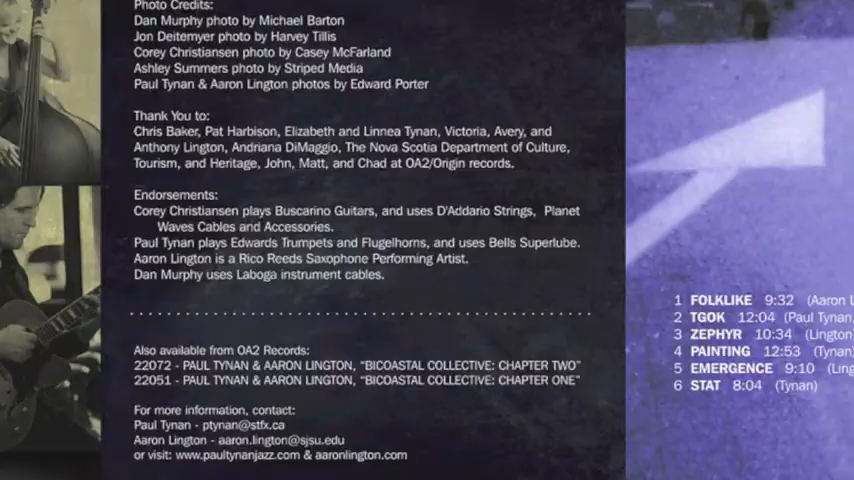 Photo Credits:
Dan Murphy photo by Michael Barton
Jon Deitemyer photo by Harvey Tillis
Corey Christiansen photo by Casey McFarland
Ashley Summers photo by Striped Media
Paul Tynan & Aaron Lington photos by Edward Porter
Thank You to:
Chris Baker, Pat Harbison, Elizabeth and Linnea Tynan, Victoria, Avery, and
Anthony Lington, Andriana DiMaggio, The Nova Scotia Department of Culture,
Tourism, and Heritage, John, Matt, and Chad at OA2/Origin records.
Endorsements:
Corey Christiansen plays Buscarino Guitars, and uses D'Addario Strings, Planet
Waves Cables and Accessories.
Paul Tynan plays Edwards Trumpets and Flugelhorns, and uses Bells Superlube.
Aaron Lington is a Rico Reeds Saxophone Performing Artist.
Dan Murphy uses Laboga instrument cables.
Also available from OA2 Records:
22072 - PAUL TYNAN & AARON LINGTON, “BICOASTAL COLLECTIVE: CHAPTER TWO”
22051 - PAUL TYNAN & AARON LINGTON, “BICOASTAL COLLECTIVE: CHAPTER ONE”
For more information, contact:
Paul Tynan - ptynan@stfx.ca
Aaron Lington - aaron.lington@sjsu.edu
or visit: www.paultynanjazz.com & aaronlington.com
1 FOLKLIKE 9:32 (Aaron L
2 TGOK 12:04 (Paul Tynan,
3 ZEPHYR 10:34 (Lington
4 PAINTING 12:53 (Tynan)
5 EMERGENCE 9:10 (Ling
6 STAT 8:04 (Tynan)